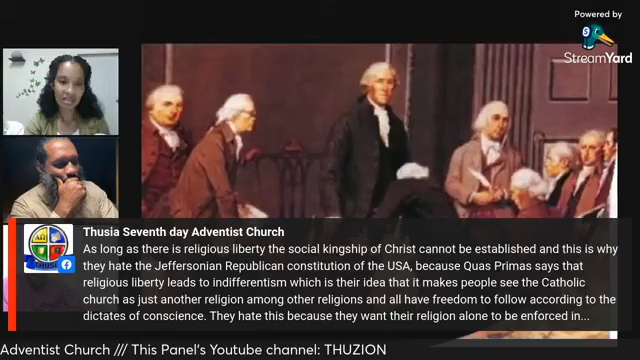 Powered by
StreamYard
Thusia Seventh day Adventist Church
As long as there is religious liberty the social kingship of Christ cannot be established and this is why
they hate the Jeffersonian Republican constitution of the USA, because Quas Primas says that
religious liberty leads to indifferentism which is their idea that it makes people see the Catholic
church as just another religion among other religions and all have freedom to follow according to the
dictates of conscience. They hate this because they want their religion alone to be enforced in...
Adventist Church /// This Panel's Youtube channel: THUZION